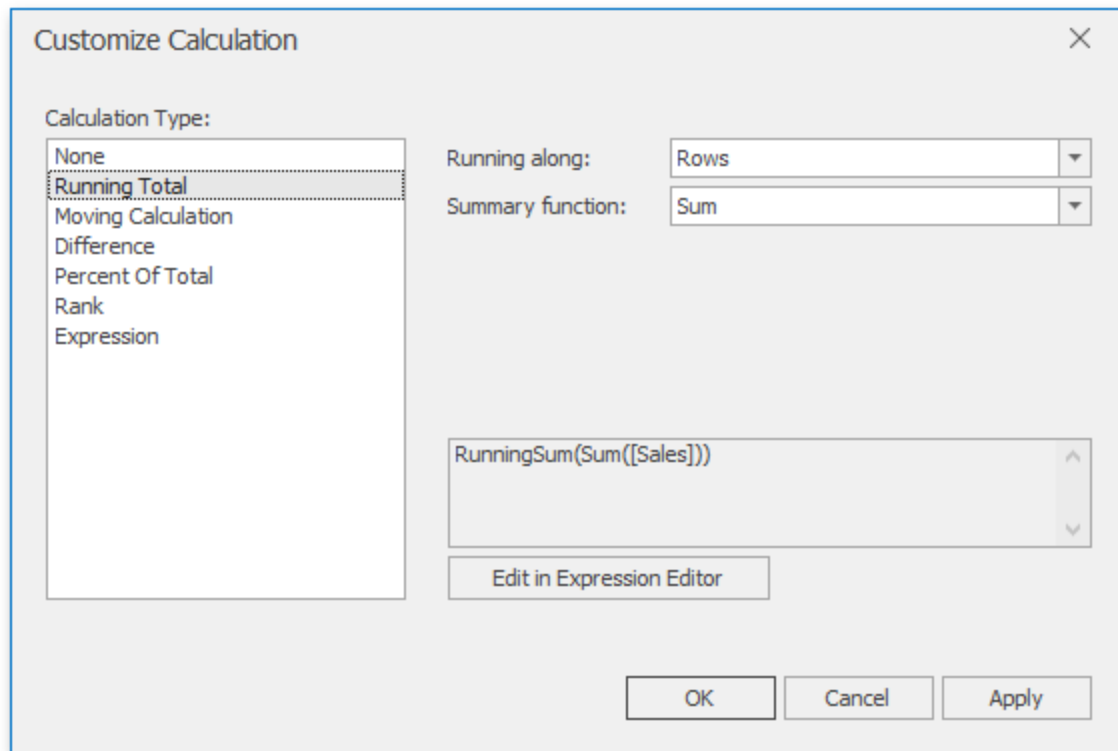 Customize Calculation
Calculation Type:
None
Running Total
Moving Calculation
Difference
Percent Of Total
Rank
Expression
Running along:
Rows
Summary function:
Sum
RunningSum(Sum([Sales]))
Edit in Expression Editor
OK
Cancel
Apply